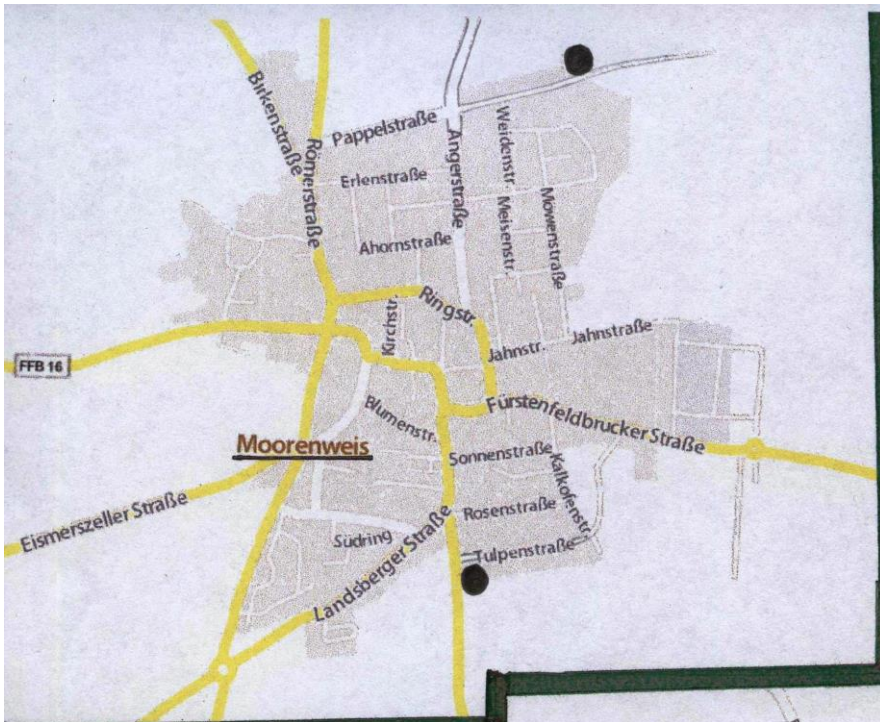 Birkenstraße
Römerstraße
Pappelstraße
Angerstraße
Weidenstr.
Erlenstraße
Meisenstr.
Möwenstraße
Ahornstraße
Ringstr.
Kirchstr.
Jahnstr.
Jahnstraße
FFB 16
Fürstenfeldbrucker Straße
Blumenstr.
Moorenweis
Sonnenstraße
Kalkofenstr.
Eismerszeller Straße
Rosenstraße
Südring
Landsberger Straße
Tulpenstraße